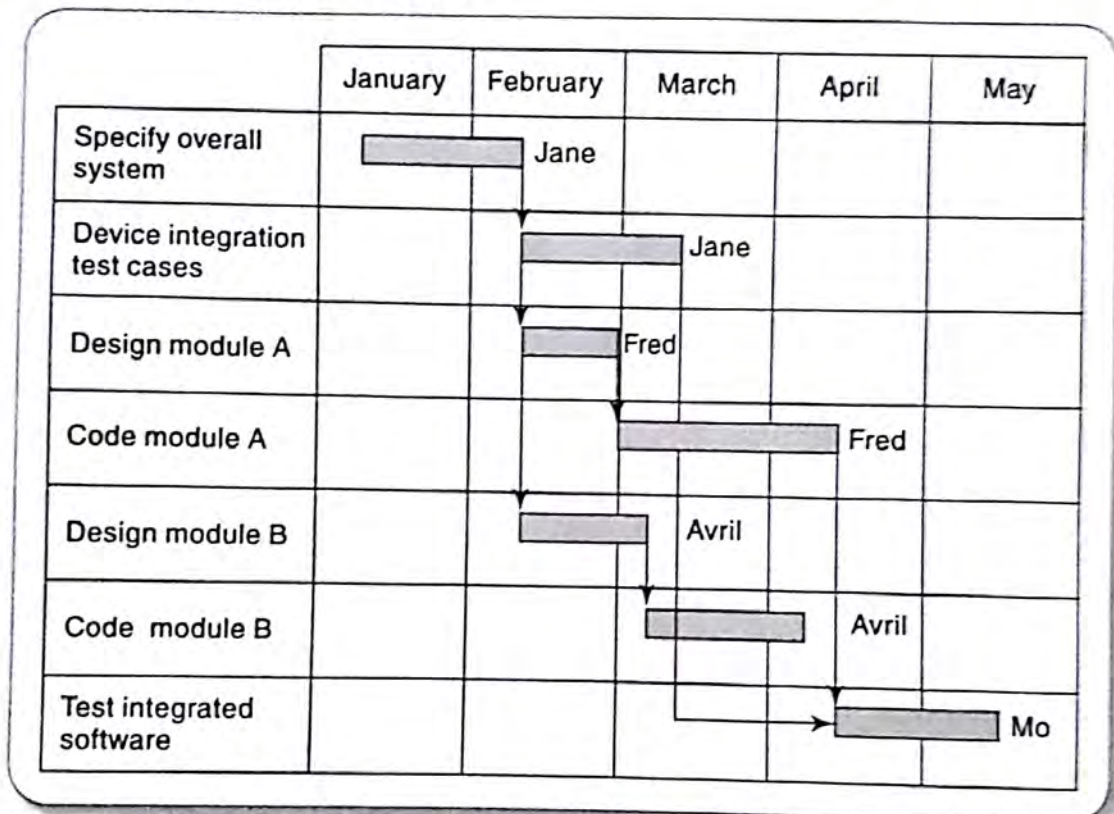 January February March April May
Specify overall
system
Jane
Device integration
test cases
Jane
Design module A
Fred
Code module A
Fred
Design module B
Avril
Code module B
Avril
Test integrated
software
Mo